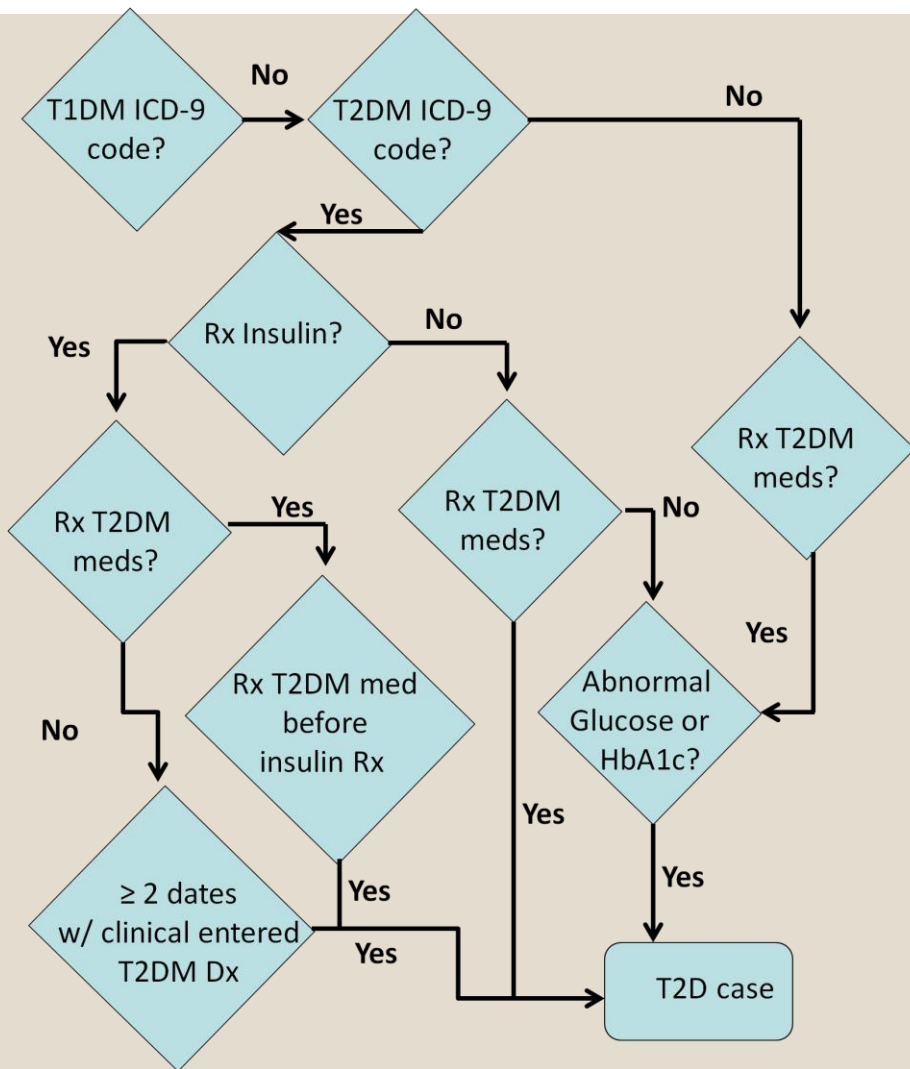 No
No
T1DM ICD-9
code?
T2DM ICD-9
code?
Yes
Rx Insulin?
No
Yes
Rx T2DM
meds?
Rx T2DM
meds?
Yes
Rx T2DM
meds?
No
Yes
Rx T2DM med
before
insulin Rx
Abnormal
Glucose or
HbA1c?
No
Yes
Yes
Yes
≥ 2 dates
w/ clinical entered
T2DM Dx
Yes
T2D case